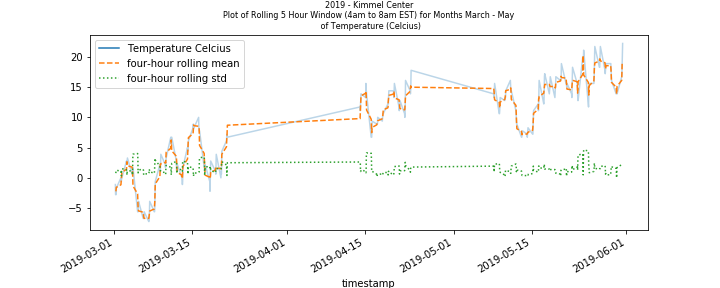 2019 - Kimmel Center
Plot of Rolling 5 Hour Window (4am to 8am EST) for Months March - May
of Temperature (Celcius)
Temperature Celcius
four-hour rolling mean
four-hour rolling std
20
15
10
5
0
−5
2019-03-01
2019-03-15
2019-04-01
2019-04-15
2019-05-01
2019-05-15
2019-06-01
timestamp